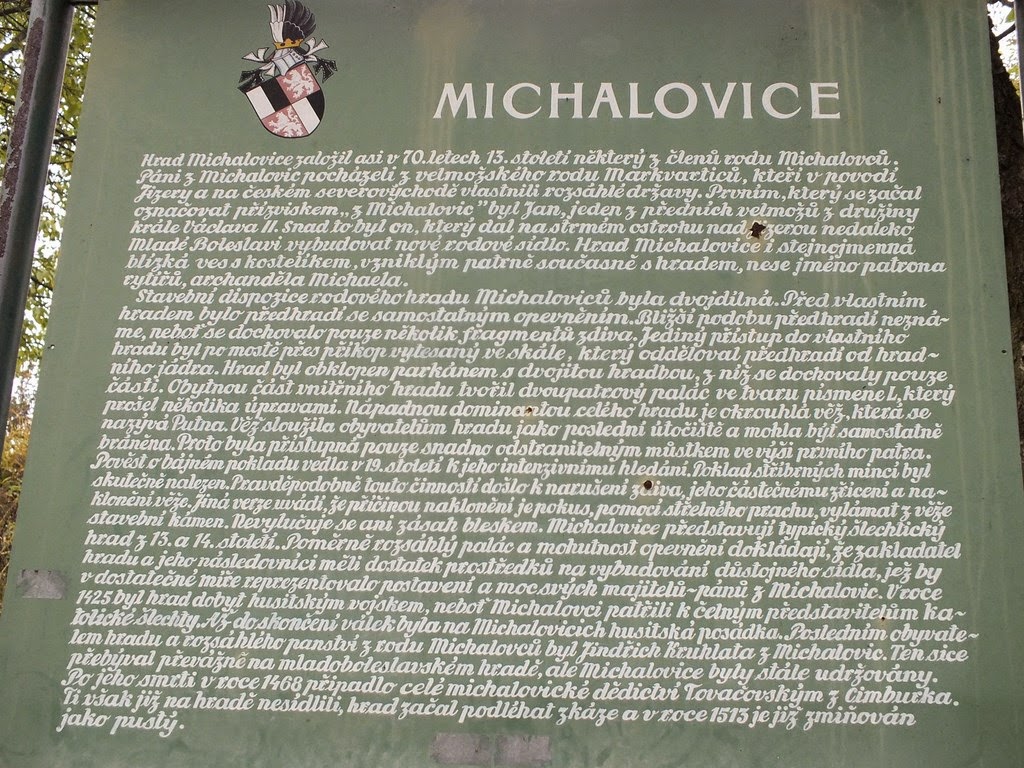 MICHALOVICE
Hrad Michalovice založil asi v 70. letech 13. století některý z členů rodu Michalovců.
Páni z Michalovic pocházeli z velmožského rodu Markvarticů, kteří v povodí
Jizery a na českém severovýchodě vlastnili rozsáhlé državy. Prvním, který se začal
označovat přízviskem „z Michalovic" byl Jan, jeden z předních velmožů z družiny
krále Václava II. Snad to byl on, který dal na strmém ostrohu nad Jizerou nedaleko
Mladé Boleslavi vybudovat nové rodové sídlo. Hrad Michalovice i stejnojmenná
blízká ves s kostelíkem, vzniklým patrně současně s hradem, nese jméno patrona
rytířů, archanděla Michaela.
Stavební dispozice rodového hradu Michaloviců byla dvojdílná. Před vlastním
hradem bylo předhradí se samostatným opevněním. Bližší podobu předhradí nezná-
me, neboť se dochovalo pouze několik fragmentů zdiva. Jediný přístup do vlastního
hradu byl po mostě přes příkop vylesaný ve skále, který odděloval předhradí od hrad-
ního jádra. Hrad byl obklopen parkánem s dvojitou hradbou, z níž se dochovaly pouze
části. Obytnou část vnitřního hradu tvořil dvoupatrový palác ve tvaru písmene L, který
prošel několika úpravami. Nápadnou dominantou celého hradu je okrouhlá věž, která se
nazývá Putna. Věž sloužila obyvatelům hradu jako poslední útočiště a mohla být samostatně
bráněna. Proto byla přístupná pouze snadno odstranitelným můstkem ve výši prvního patra.
Pověst o bájném pokladu vedla v 19. století k jeho intenzivnímu hledání. Poklad stříbrných mincí byl
skutečně nalezen. Pravděpodobně touto činností došlo k narušení zdiva, jeho částečnému zřícení a na-
klonění věže. Jiná verze uvádí, že příčinou naklonění je pokus, pomocí střelného prachu, vylámat z věže
stavební kámen. Nevylučuje se ani zásah bleskem. Michalovice představují typický šlechtický
hrad z 13. a 14. století. Poměrně rozsáhlý palác a mohutnost opevnění dokládají, že zakladatel
hradu a jeho následovníci měli dostatek prostředků na vybudování důstojného sídla, jež by
v dostatečné míře reprezentovalo postavení a moc svých majitelů-pánů z Michalovic. V roce
1425 byl hrad dobyt husitským vojskem, neboť Michalovci patřili k čelným představitelům ka-
tolické šlechty. Až do skončení válek byla na Michalovicích husitská posádka. Posledním obyvate-
lem hradu a rozsáhlého panství z rodu Michalovců byl Jindřich Kruhlata z Michalovic. Ten sice
přebýval převážně na mladoboleslavském hradě, ale Michalovice byly stále udržovány.
Po jeho smrti v roce 1468 připadlo celé michalovické dědictví Tovačovským z Cimburka.
Ti však již na hradě nesídlili, hrad začal podléhat zkáze a v roce 1513 je již zmiňován
jako pustý.